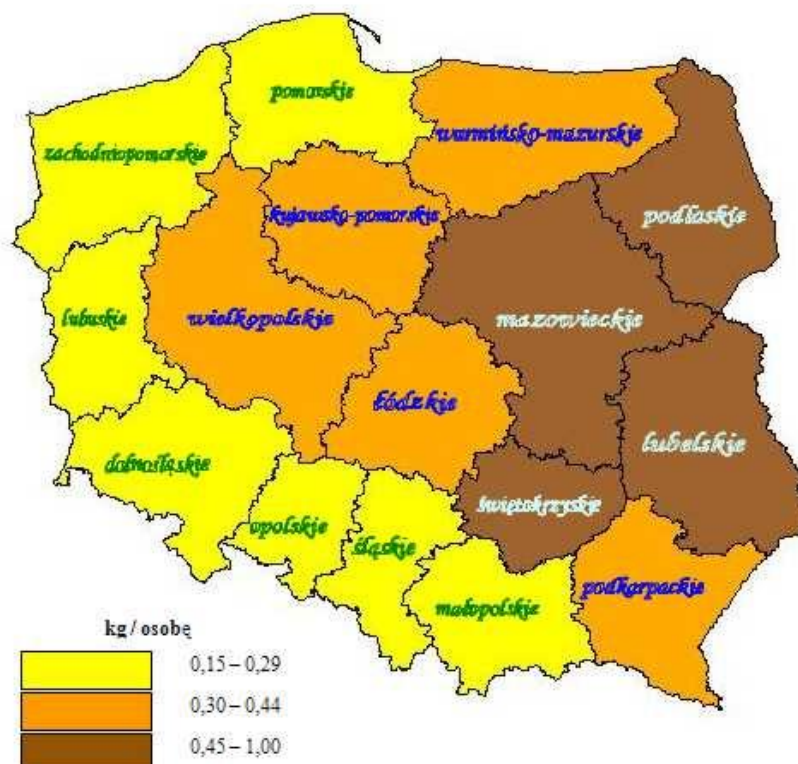 pomorskie
warmińsko-mazurskie
zachodniopomorskie
podlaskie
kujawsko-pomorskie
lubuskie
wielkopolskie
mazowieckie
łódzkie
lubelskie
dolnośląskie
opolskie
śląskie
świętokrzyskie
małopolskie
podkarpackie
kg / osobę
0,15 – 0,29
0,30 – 0,44
0,45 – 1,00